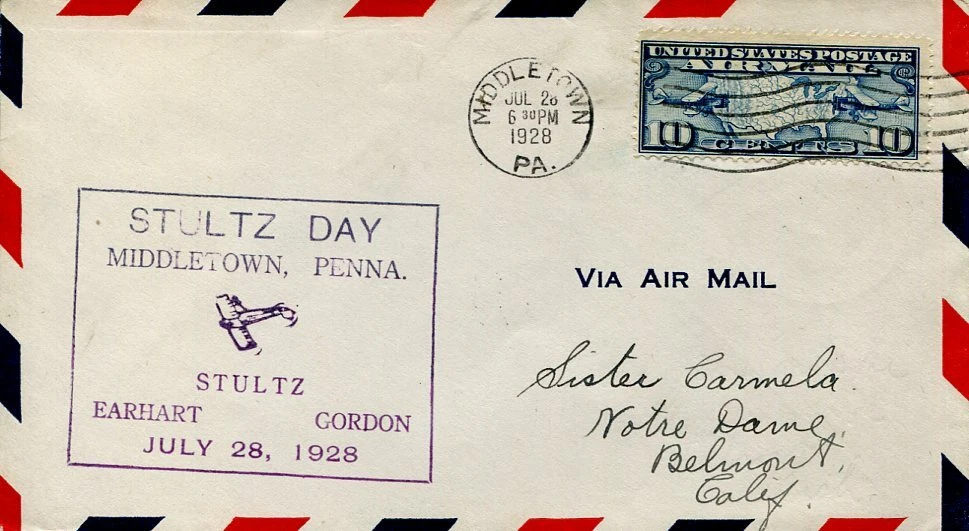 UNITED STATES POSTAGE
AIR MAIL
10 CENTS 10
MIDDLETOWN
JUL 28
6 30 PM
1928
PA.
STULTZ DAY
MIDDLETOWN, PENNA.
STULTZ
EARHART GORDON
JULY 28, 1928
VIA AIR MAIL
Sister Carmela.
Notre Dame,
Belmont,
Calif.